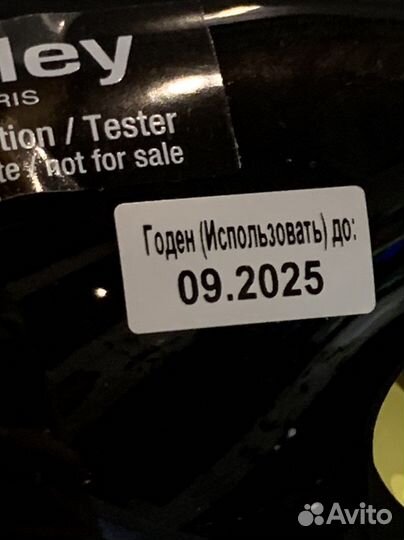 ley
RIS
tion / Tester
te / not for sale
Годен (Использовать) до:
09.2025
Avito